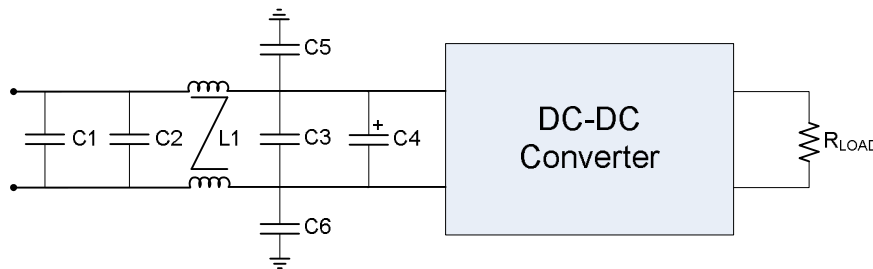 C5
C1
C2
L1
C3
+
C4
DC-DC
Converter
RLOAD
C6